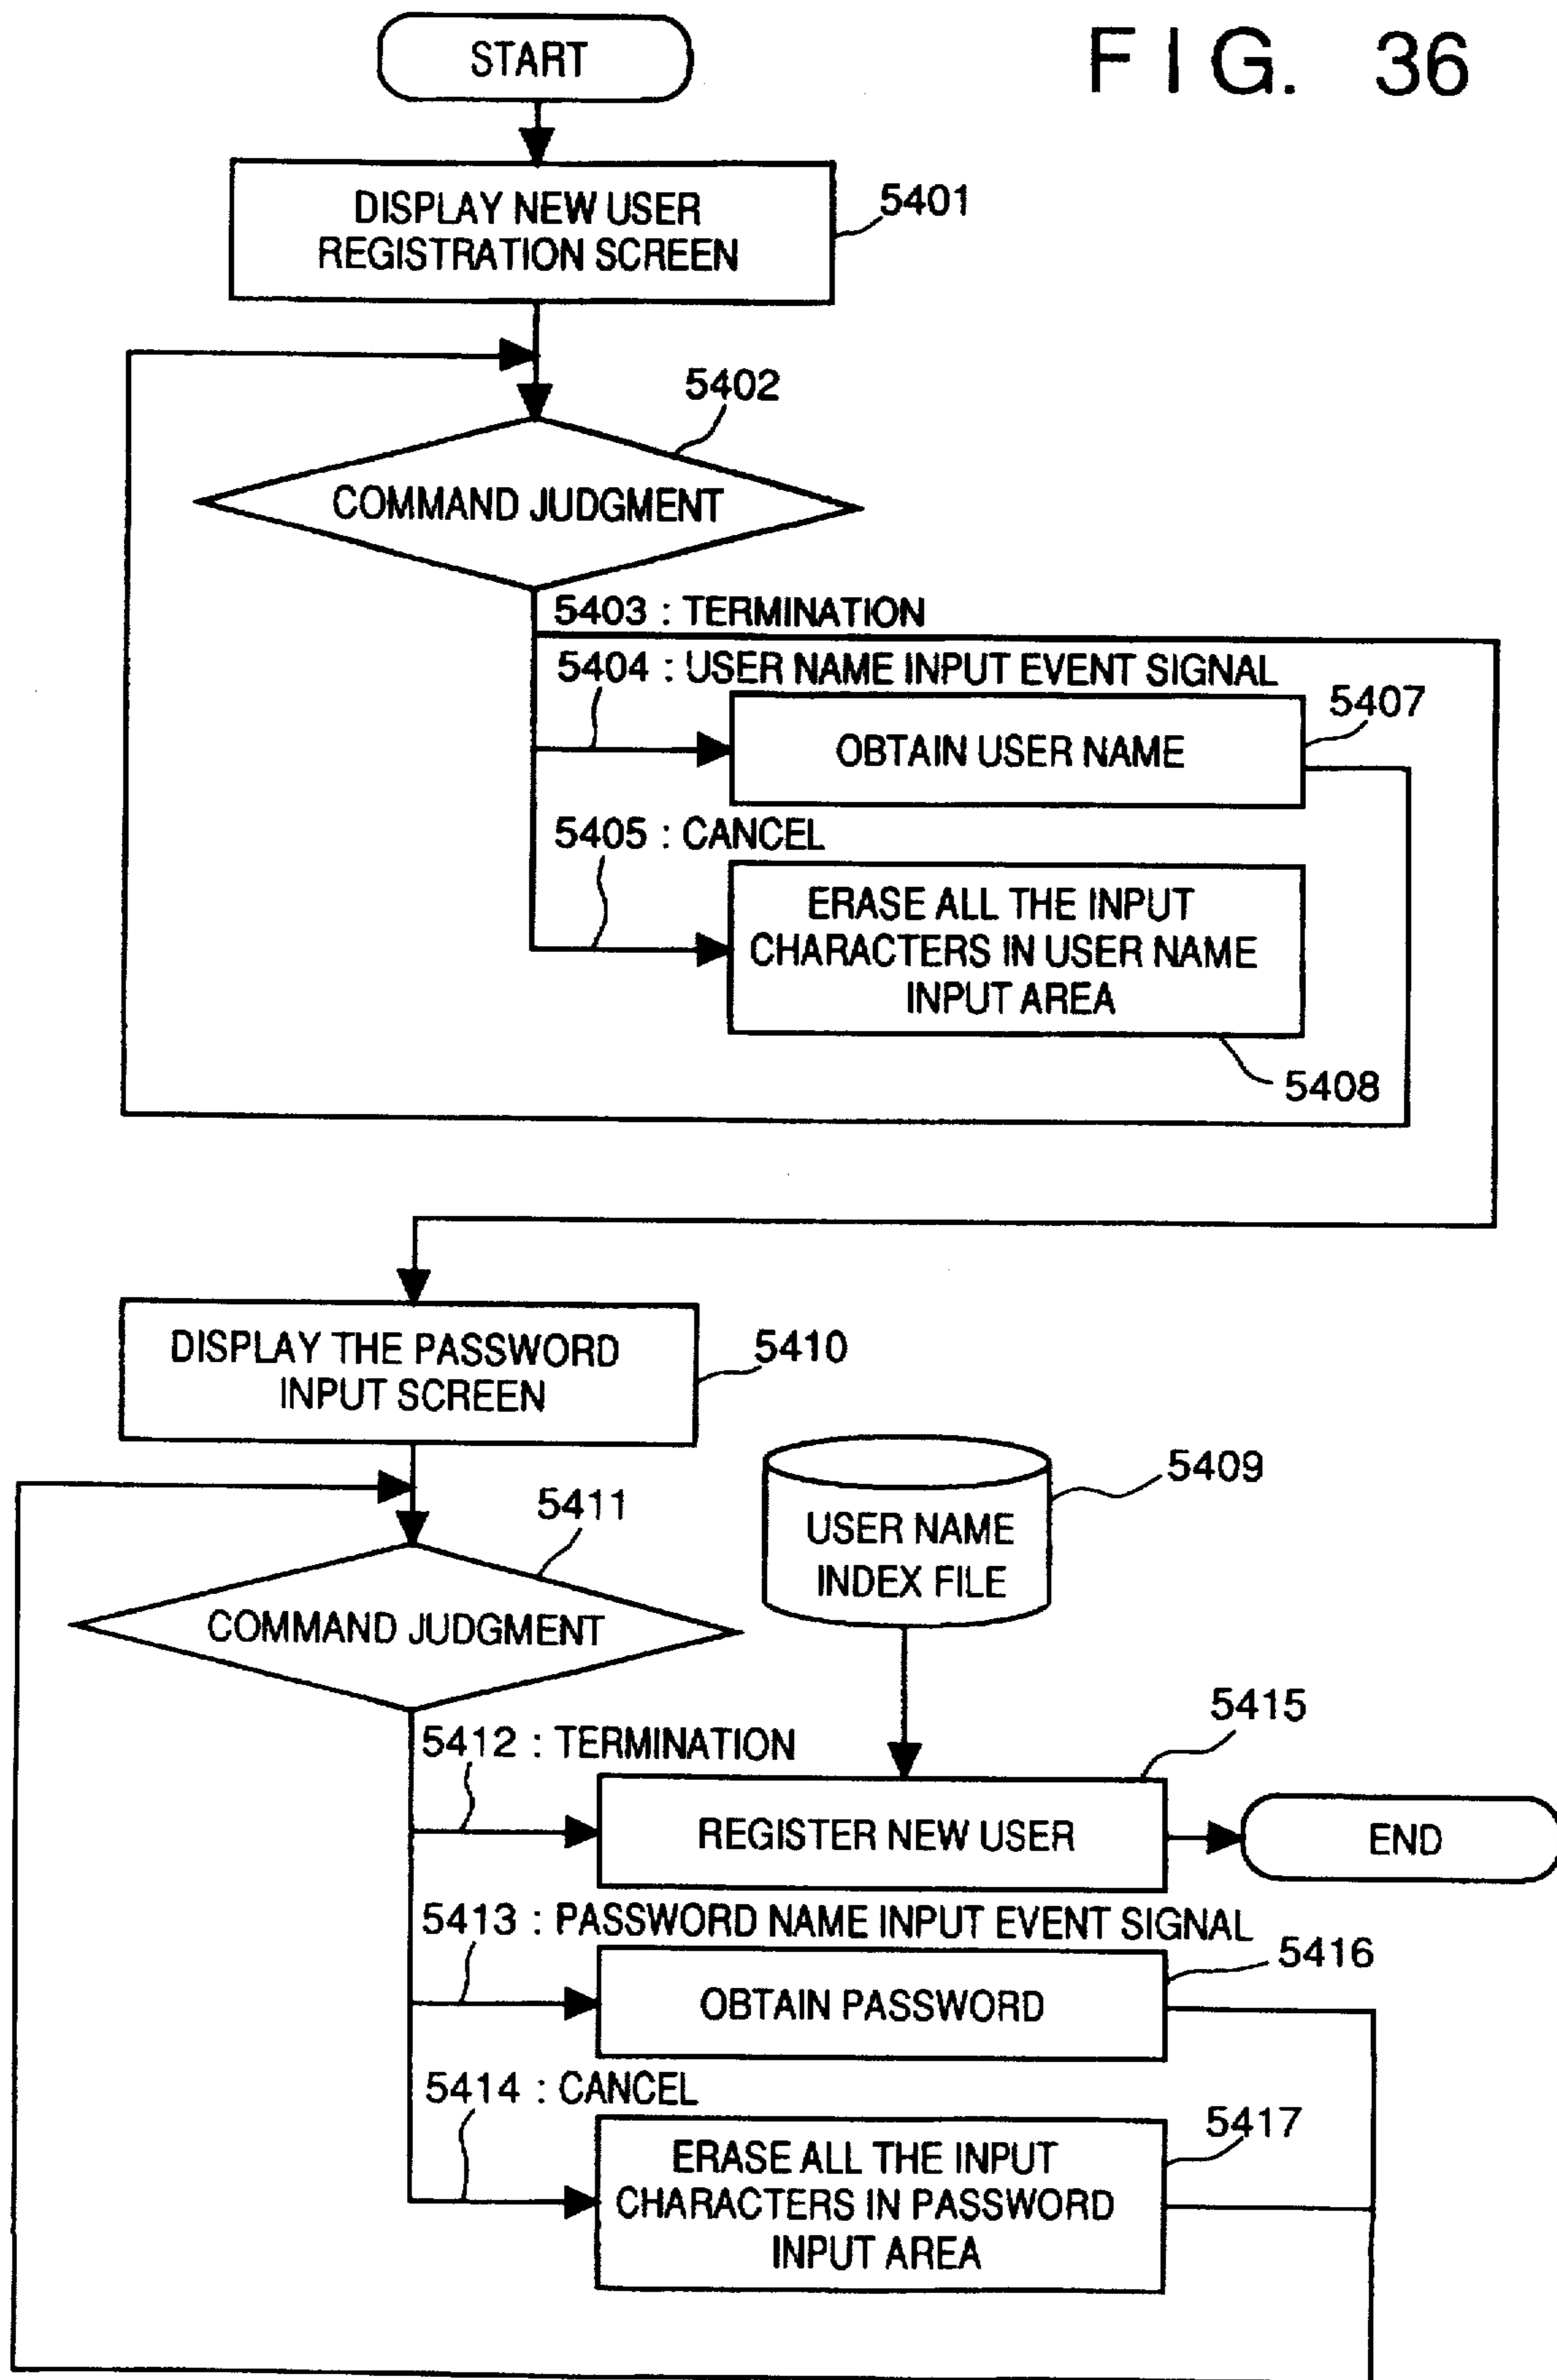 FIG. 36
START
DISPLAY NEW USER
REGISTRATION SCREEN
5401
5402
COMMAND JUDGMENT
5403 : TERMINATION
5404 : USER NAME INPUT EVENT SIGNAL
5407
OBTAIN USER NAME
5405 : CANCEL
ERASE ALL THE INPUT
CHARACTERS IN USER NAME
INPUT AREA
5408
DISPLAY THE PASSWORD
INPUT SCREEN
5410
5409
USER NAME
INDEX FILE
5411
COMMAND JUDGMENT
5412 : TERMINATION
5415
REGISTER NEW USER
END
5413 : PASSWORD NAME INPUT EVENT SIGNAL
5416
OBTAIN PASSWORD
5414 : CANCEL
5417
ERASE ALL THE INPUT
CHARACTERS IN PASSWORD
INPUT AREA